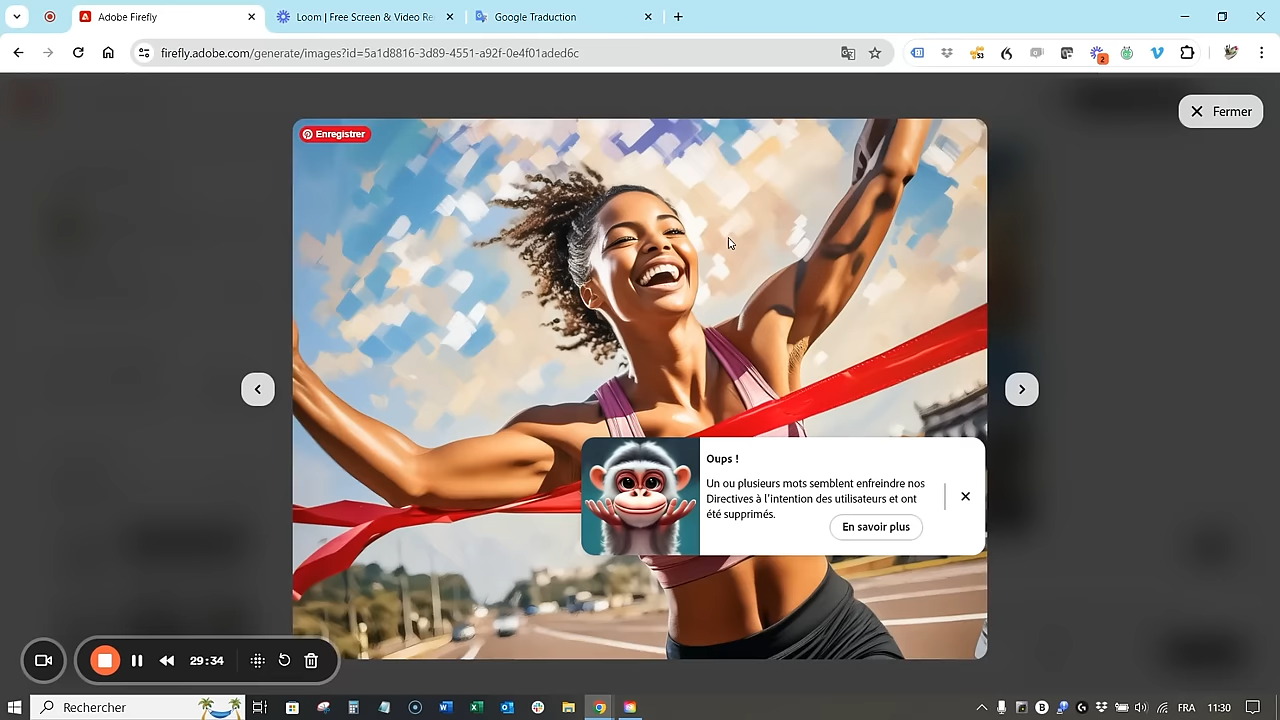 Adobe Firefly
Loom | Free Screen & Video Re
Google Traduction
firefly.adobe.com/generate/images?id=5a1d8816-3d89-4551-a92f-0e4f01aded6c
S3
2
Fermer
Enregistrer
Oups !
Un ou plusieurs mots semblent enfreindre nos
Directives à l'intention des utilisateurs et ont
été supprimés.
En savoir plus
29:34
Rechercher
FRA
11:30